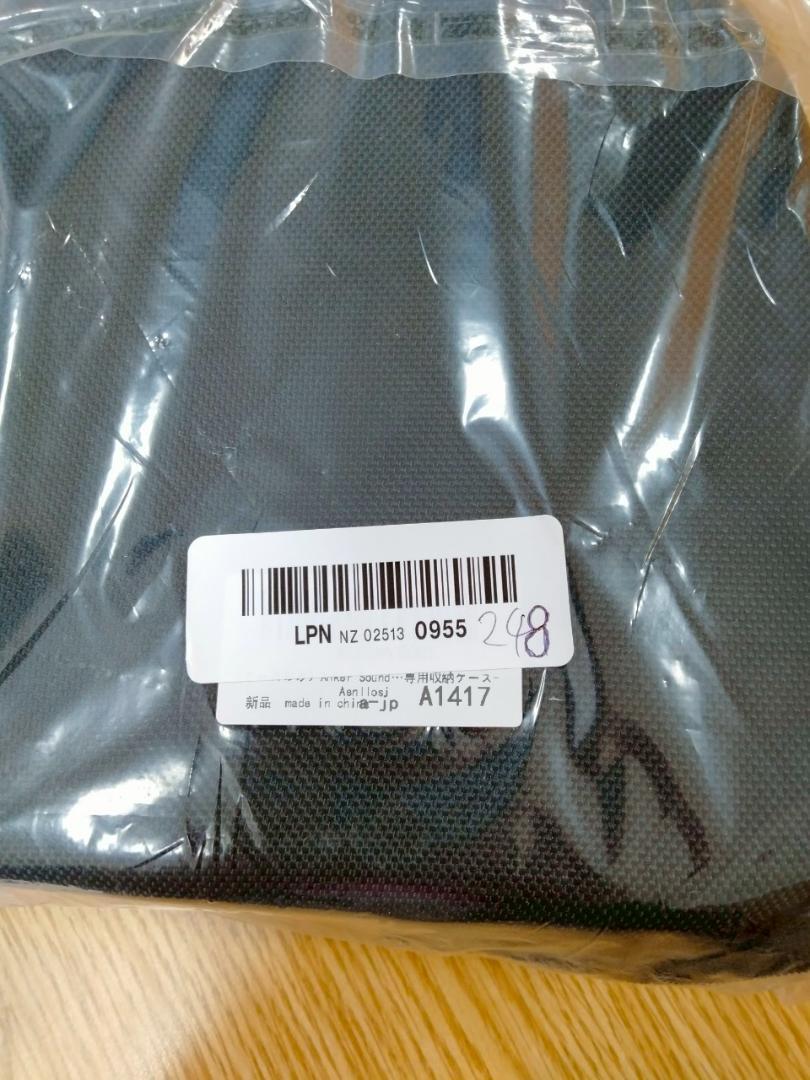 LPN NZ 02513 0955 248
Anker Sound…専用収納ケース-
Asnllosj
新品 made in china-jp A1417